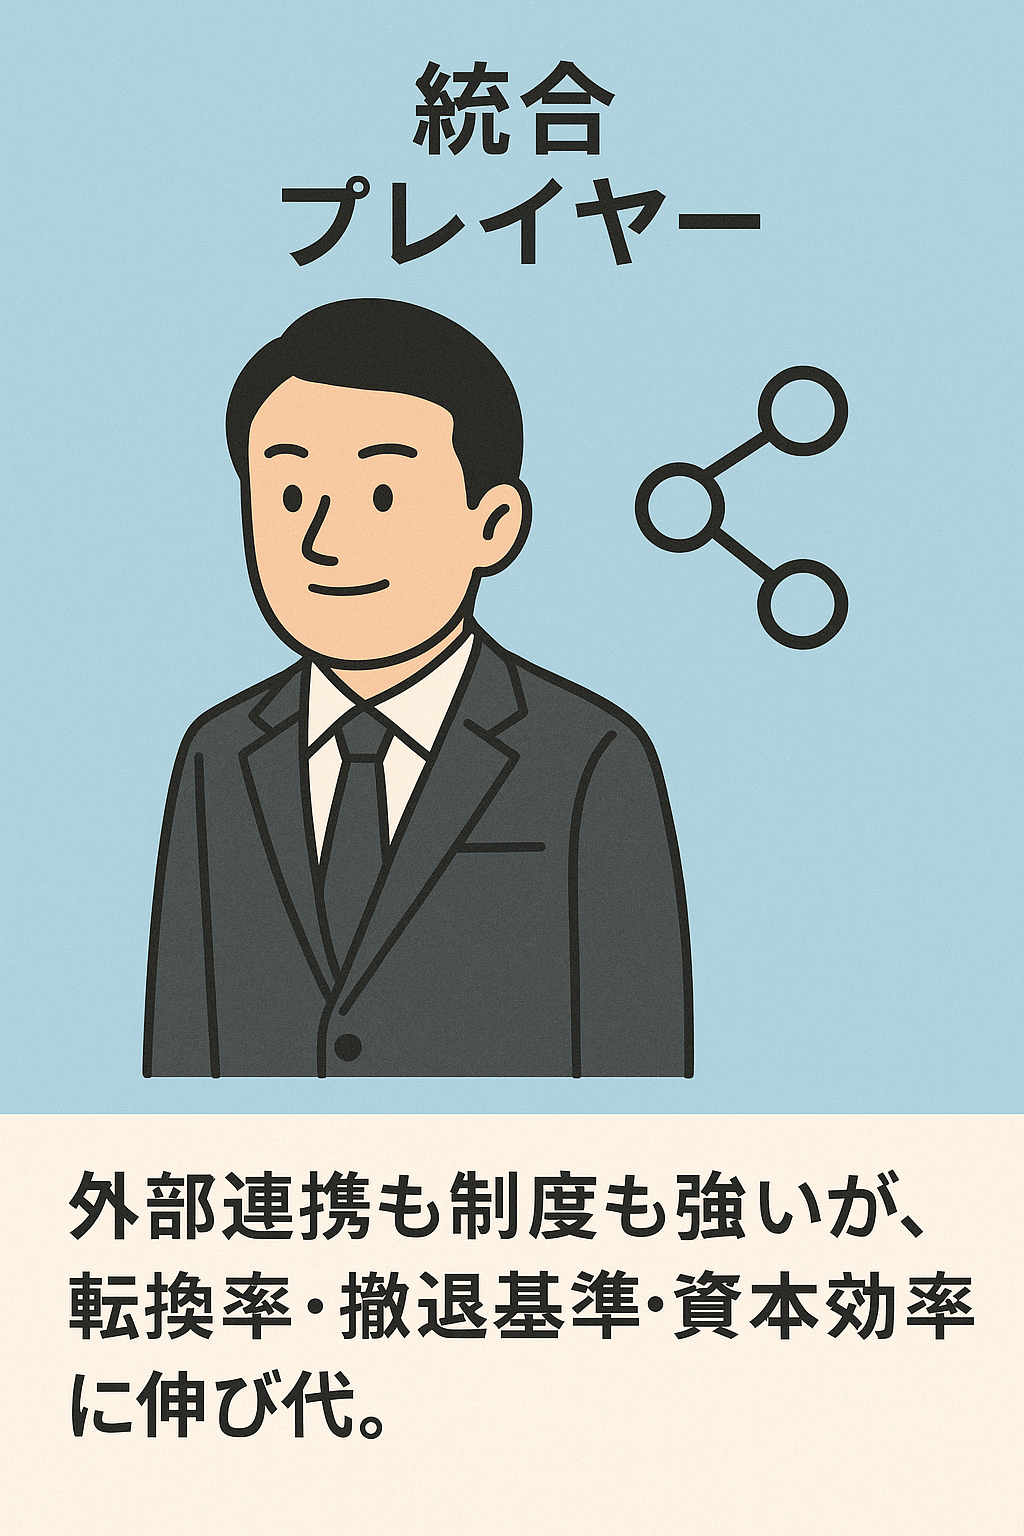 統合
プレイヤー
外部連携も制度も強いが、
転換率・撤退基準・資本効率
に伸び代。